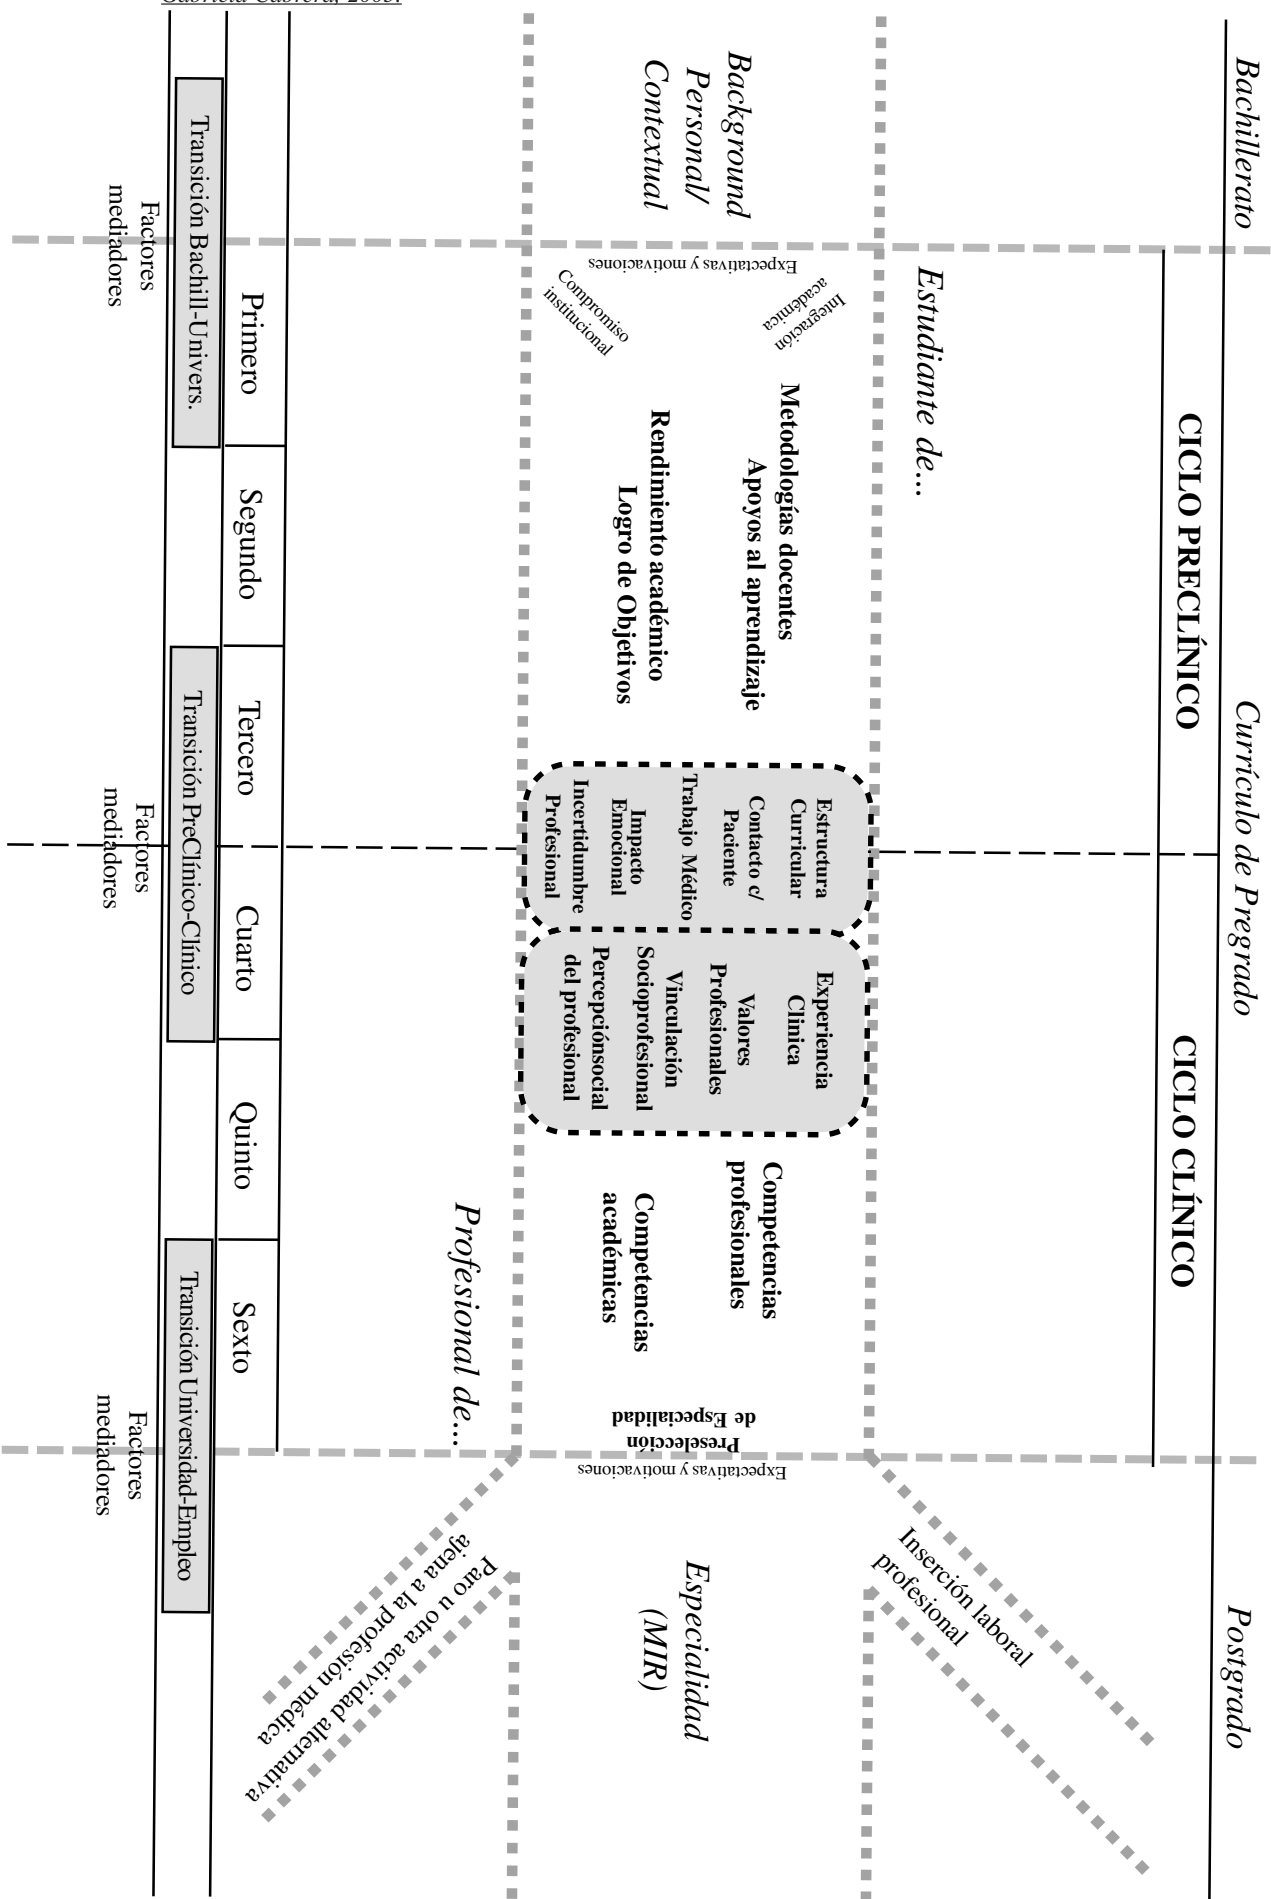 Gabriela Cabrera, 2003.
Bachillerato
Currículo de Pregrado
Postgrado
CICLO PRECLÍNICO
CICLO CLÍNICO
Estudiante de...
Inserción laboral
profesional
Background
Personal/
Contextual
Expectativas y motivaciones
Integración
académica
Compromiso
institucional
Metodologías docentes
Apoyos al aprendizaje
Rendimiento académico
Logro de Objetivos
Estructura
Curricular
Contacto c/
Paciente
Trabajo Médico
Impacto
Emocional
Incertidumbre
Profesional
Experiencia
Clinica
Valores
Profesionales
Vinculación
Socioprofesional
Percepciónsocial
del profesional
Competencias
profesionales
Competencias
académicas
Preselección
de Especialidad
Expectativas y motivaciones
Especialidad
(MIR)
Profesional de...
Paro u otra actividad alternativa
ajena a la profesión médica
Primero
Segundo
Tercero
Cuarto
Quinto
Sexto
Transición Bachill-Univers.
Transición PreClínico-Clínico
Transición Universidad-Empleo
Factores
mediadores
Factores
mediadores
Factores
mediadores